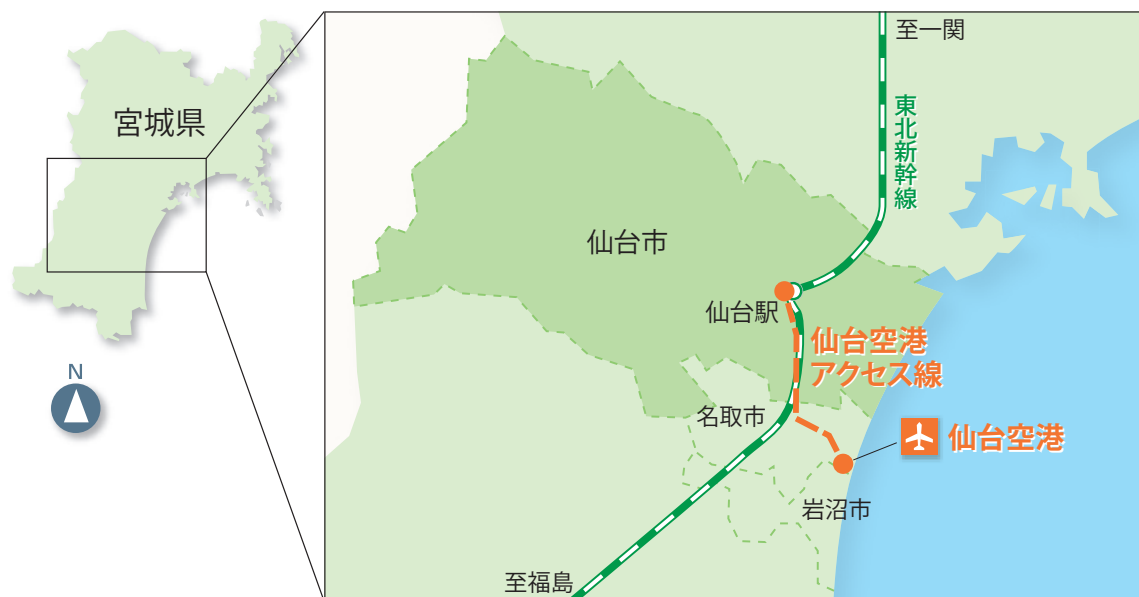 宮城県
N
至一関
東北新幹線
仙台市
仙台駅
仙台空港
アクセス線
名取市
仙台空港
岩沼市
至福島